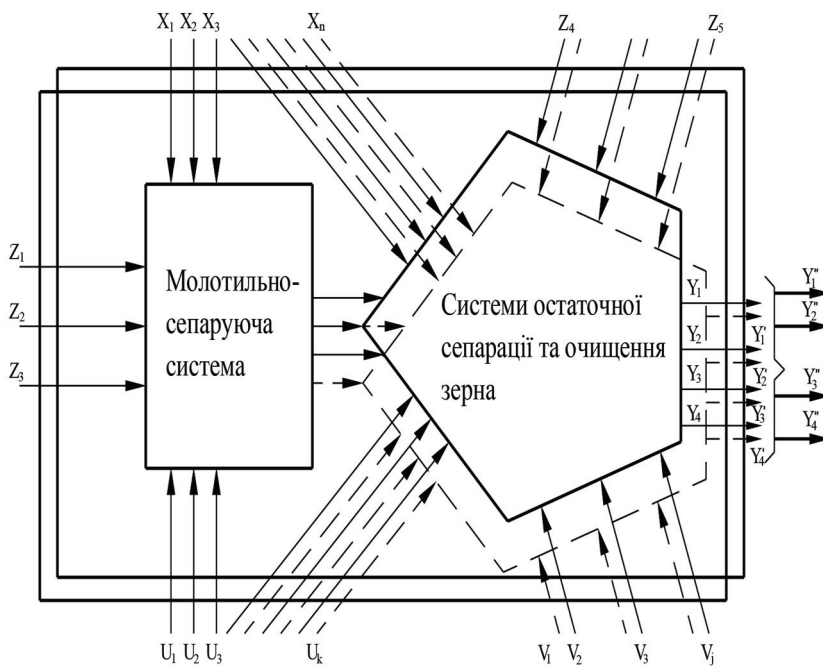 X₁ X₂ X₃ Xₙ Z₄ Z₅
Z₁
Z₂
Z₃
Молотильно-
сепаруюча
система
Системи остаточної
сепарації та очищення
зерна
Y₁
Y₂
Y₃
Y₄
Y₁'
Y₂'
Y₃'
Y₄'
Y₁"
Y₂"
Y₃"
Y₄"
U₁ U₂ U₃ Uₖ V₁ V₂ V₃ Vⱼ